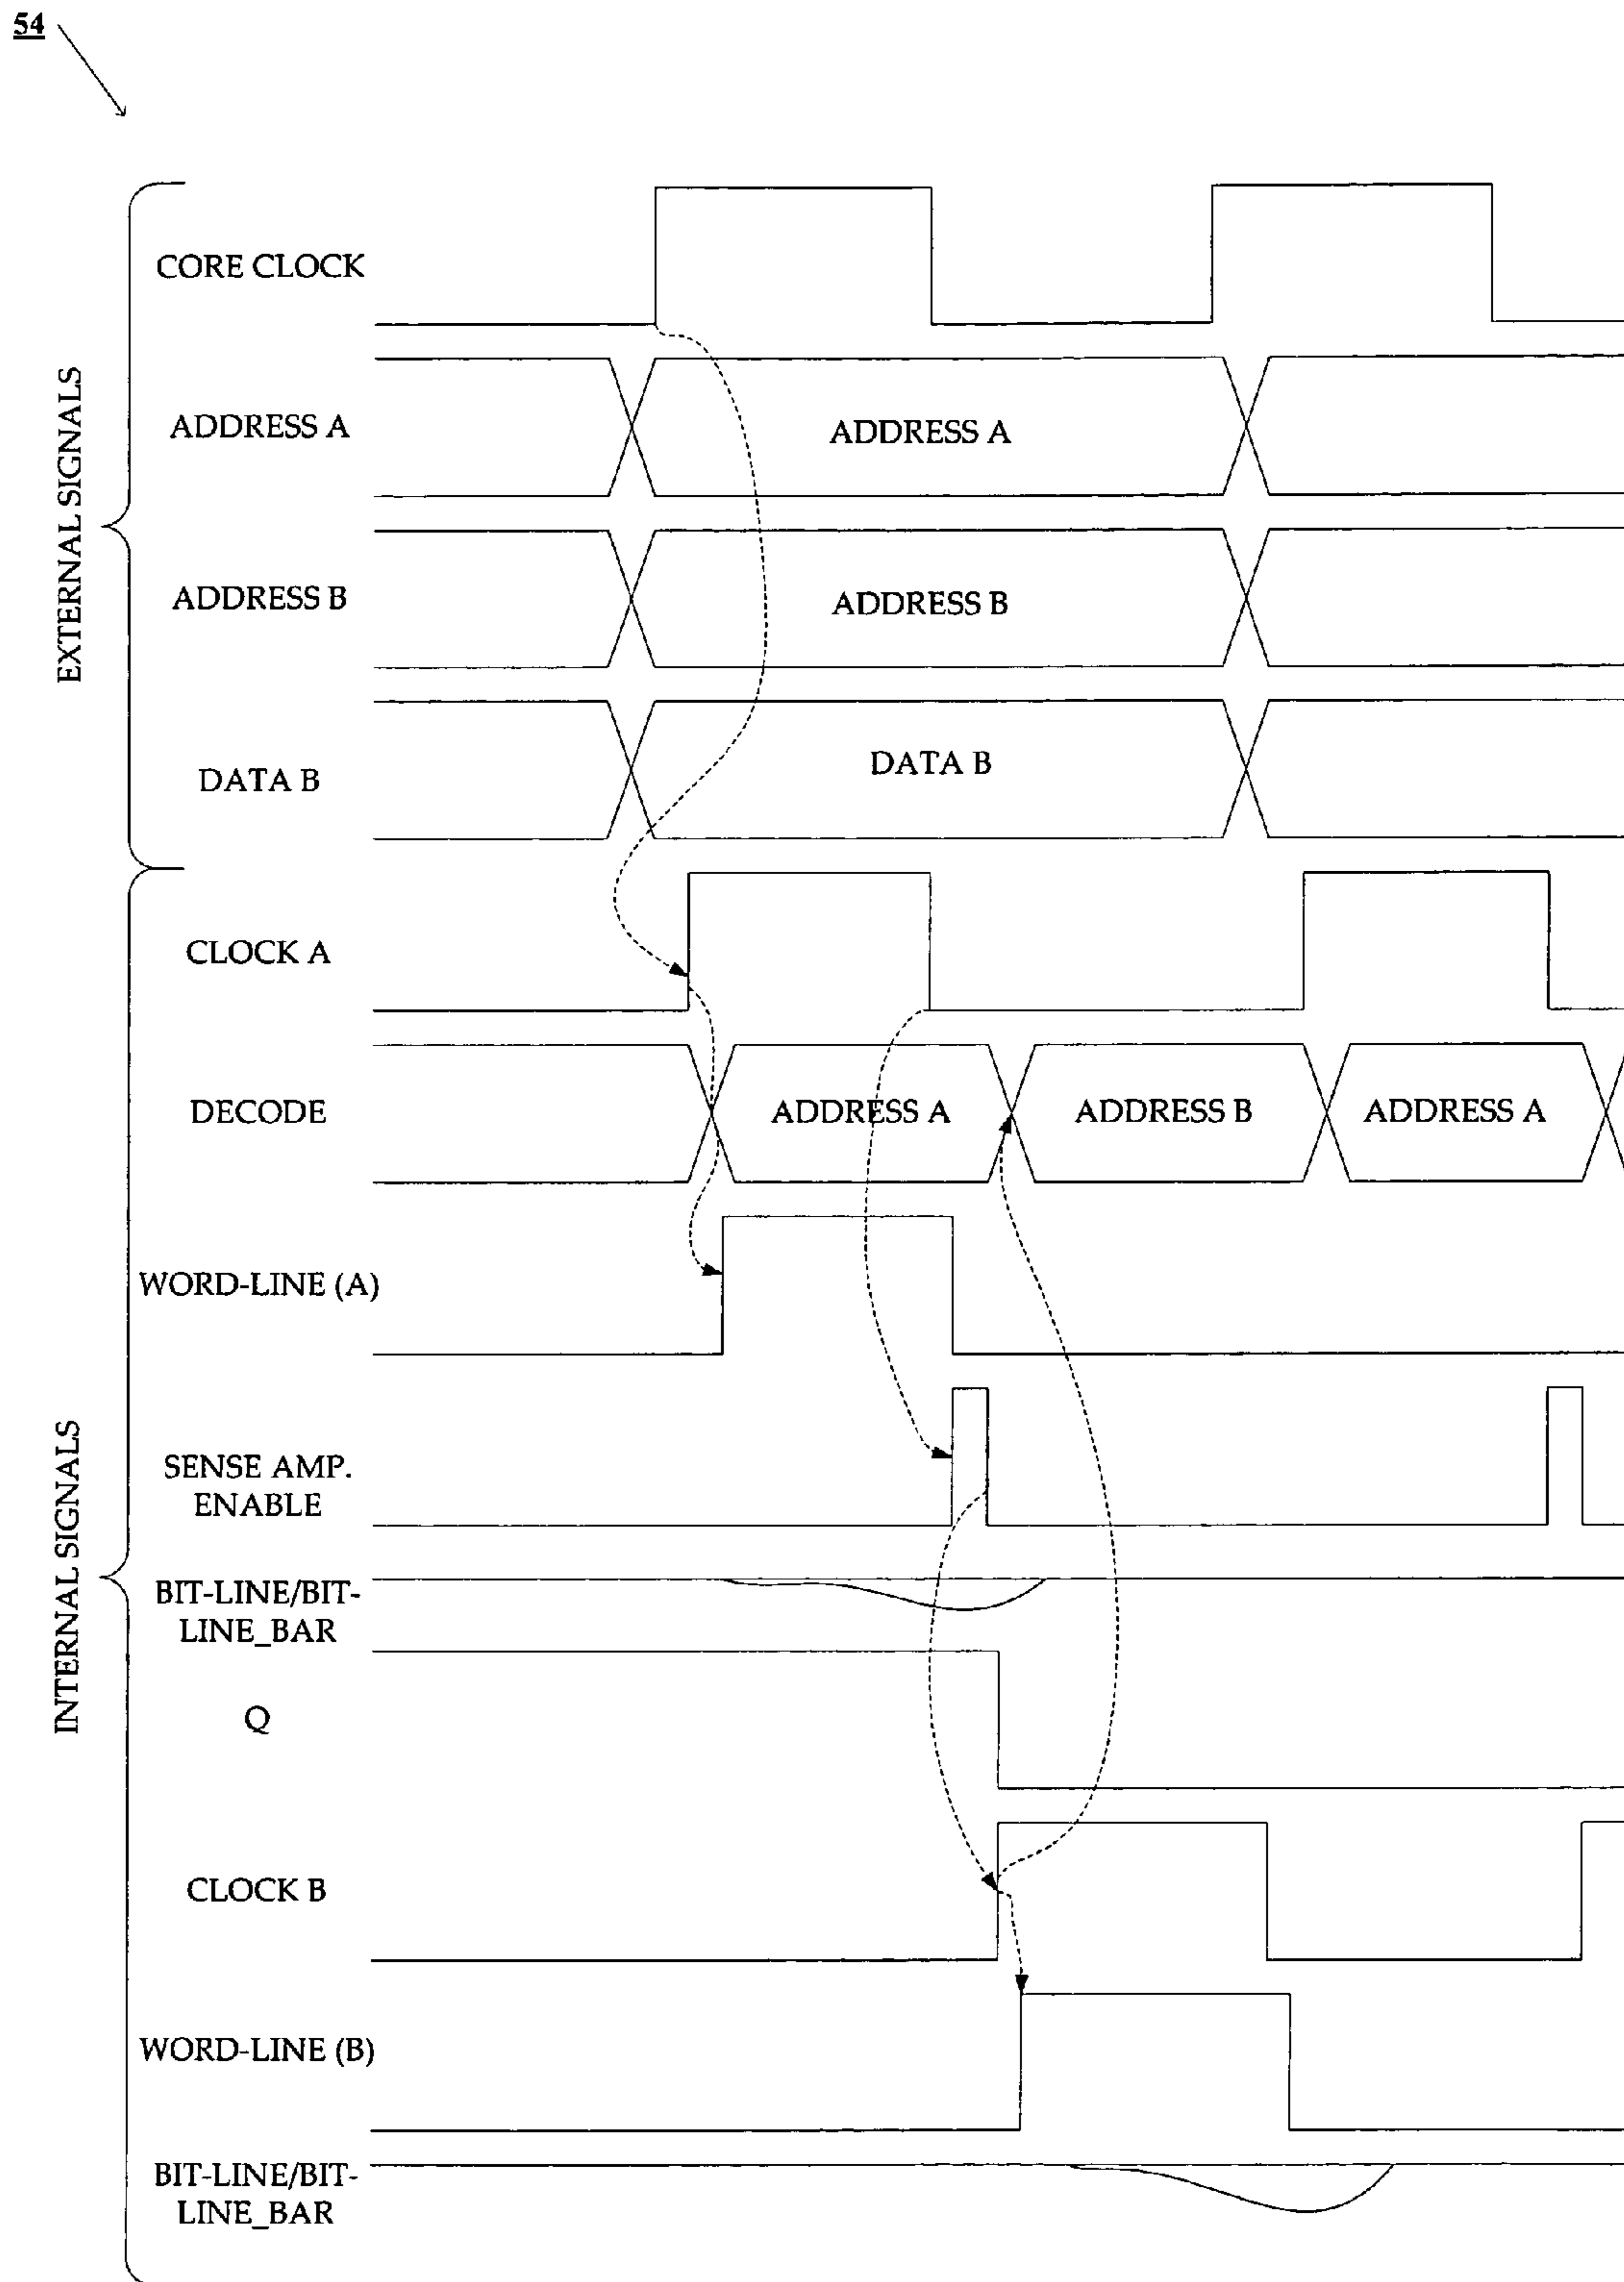 54
EXTERNAL SIGNALS
CORE CLOCK
ADDRESS A
ADDRESS A
ADDRESS B
ADDRESS B
DATA B
DATA B
INTERNAL SIGNALS
CLOCK A
DECODE
ADDRESS A
ADDRESS B
ADDRESS A
WORD-LINE (A)
SENSE AMP.
ENABLE
BIT-LINE/BIT-
LINE_BAR
Q
CLOCK B
WORD-LINE (B)
BIT-LINE/BIT-
LINE_BAR